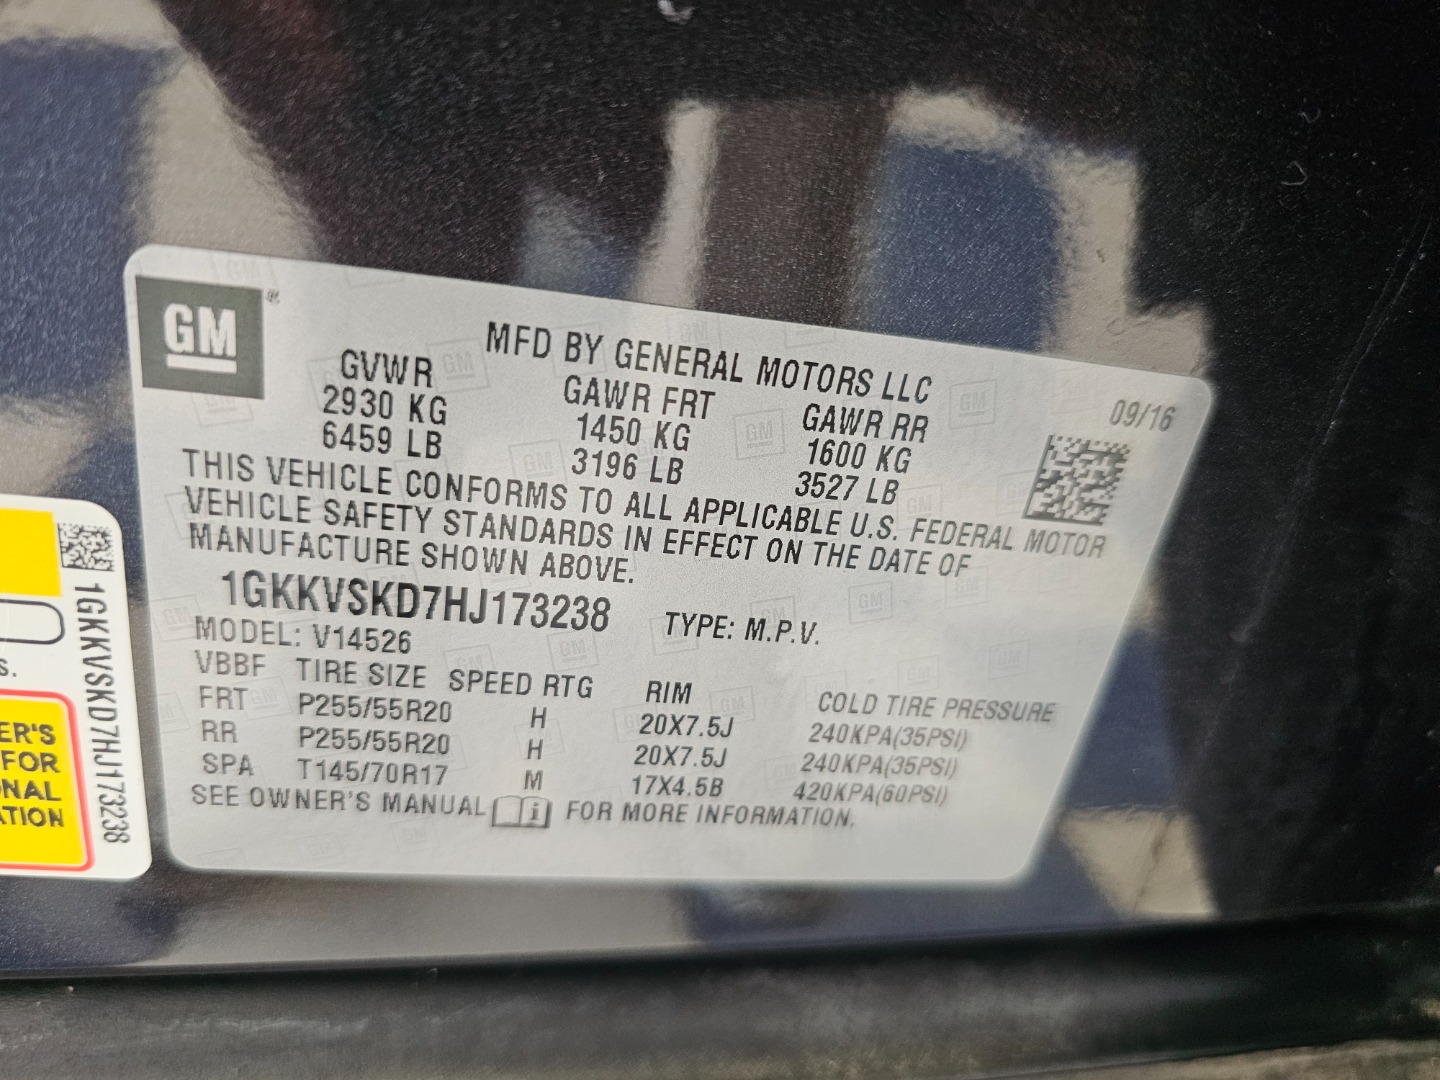 GM
MFD BY GENERAL MOTORS LLC
09/16
GVWR GAWR FRT GAWR RR
2930 KG 1450 KG 1600 KG
6459 LB 3196 LB 3527 LB
THIS VEHICLE CONFORMS TO ALL APPLICABLE U.S. FEDERAL MOTOR
VEHICLE SAFETY STANDARDS IN EFFECT ON THE DATE OF
MANUFACTURE SHOWN ABOVE.
1GKKVSKD7HJ173238 TYPE: M.P.V.
MODEL: V14526
VBBF TIRE SIZE SPEED RTG RIM COLD TIRE PRESSURE
FRT P255/55R20 H 20X7.5J 240KPA(35PSI)
RR P255/55R20 H 20X7.5J 240KPA(35PSI)
SPA T145/70R17 M 17X4.5B 420KPA(60PSI)
SEE OWNER'S MANUAL i FOR MORE INFORMATION.
1GKKVSKD7HJ173238
S.
ER'S
FOR
NAL
ATION